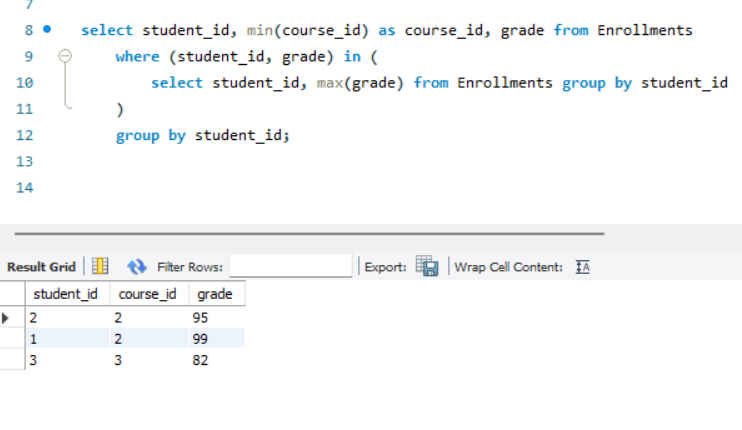 7
8 select student_id, min(course_id) as course_id, grade from Enrollments
9 where (student_id, grade) in (
10 select student_id, max(grade) from Enrollments group by student_id
11 )
12 group by student_id;
13
14
Result Grid Filter Rows: Export: Wrap Cell Content: IA
student_id course_id grade
2 2 95
1 2 99
3 3 82